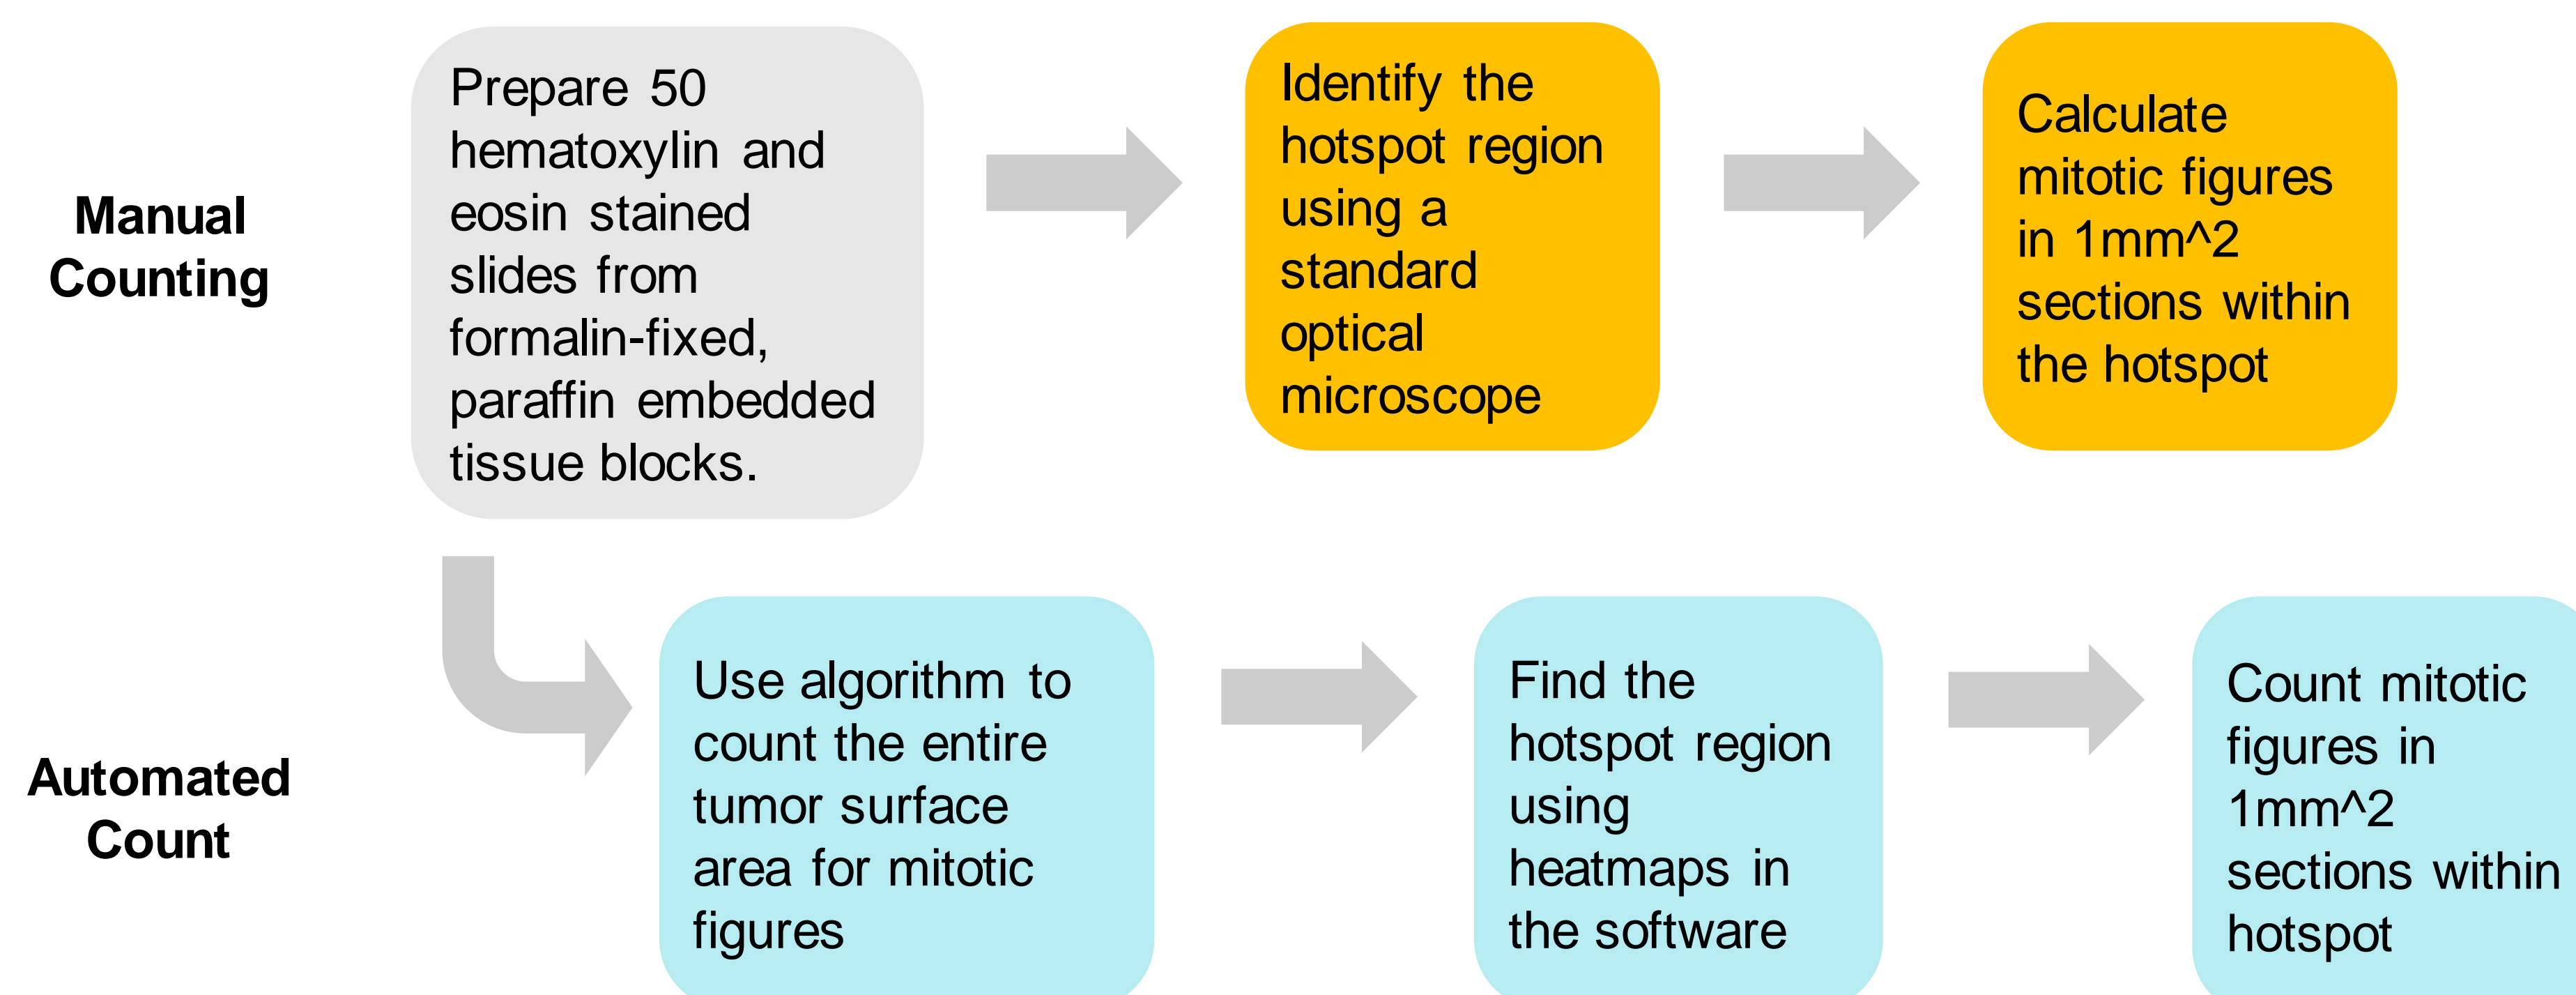 Manual
Counting
Prepare 50
hematoxylin and
eosin stained
slides from
formalin-fixed,
paraffin embedded
tissue blocks.
Identify the
hotspot region
using a
standard
optical
microscope
Calculate
mitotic figures
in 1mm^2
sections within
the hotspot
Automated
Count
Use algorithm to
count the entire
tumor surface
area for mitotic
figures
Find the
hotspot region
using
heatmaps in
the software
Count mitotic
figures in
1mm^2
sections within
hotspot